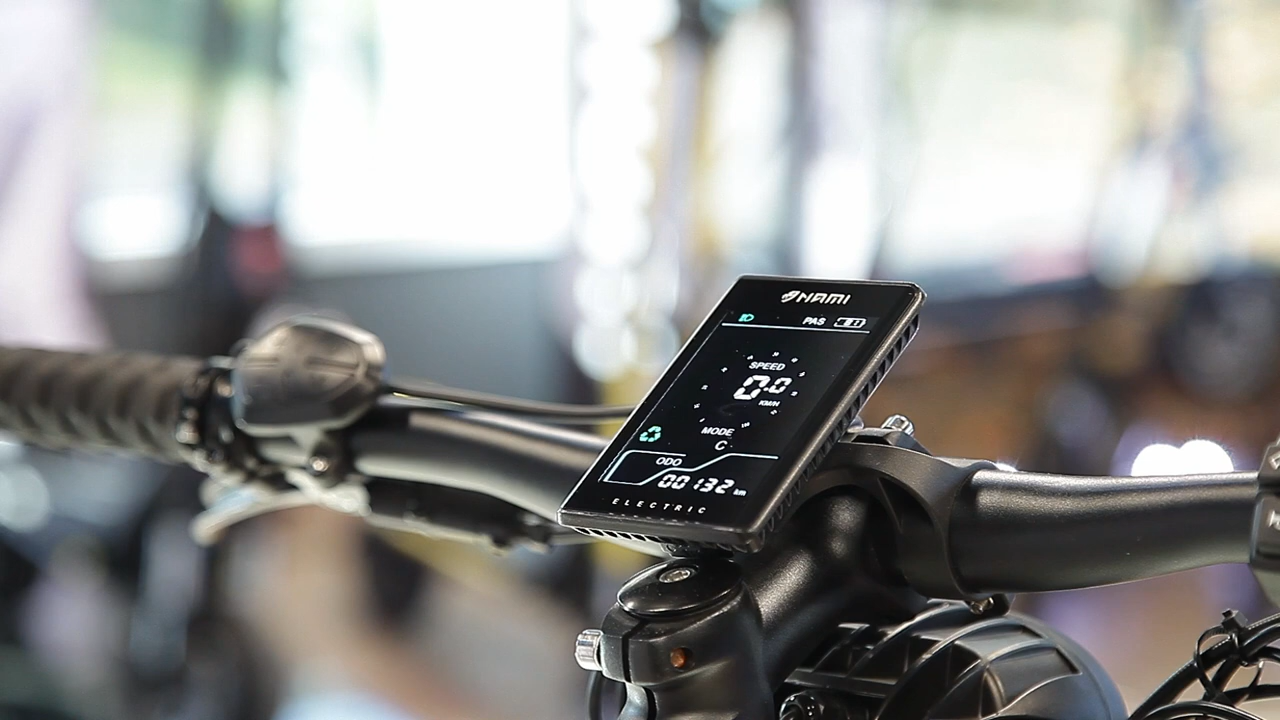 NAMI
PAS
SPEED
0.0
KM/H
MODE
C
ODO
00132 km
ELECTRIC